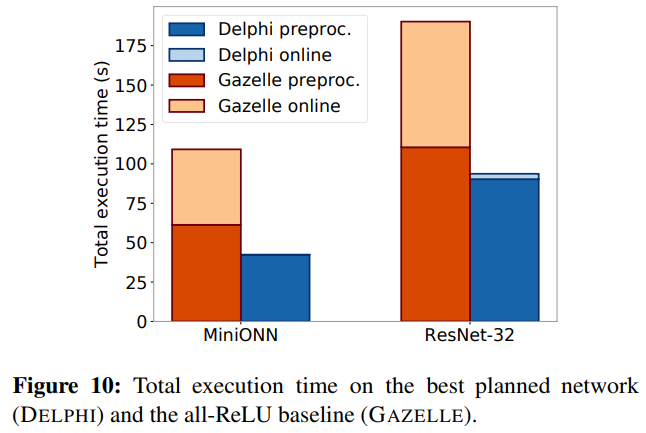 Total execution time (s)
175
150
125
100
75
50
25
0
Delphi preproc.
Delphi online
Gazelle preproc.
Gazelle online
MiniONN
ResNet-32
Figure 10: Total execution time on the best planned network
(DELPHI) and the all-ReLU baseline (GAZELLE).